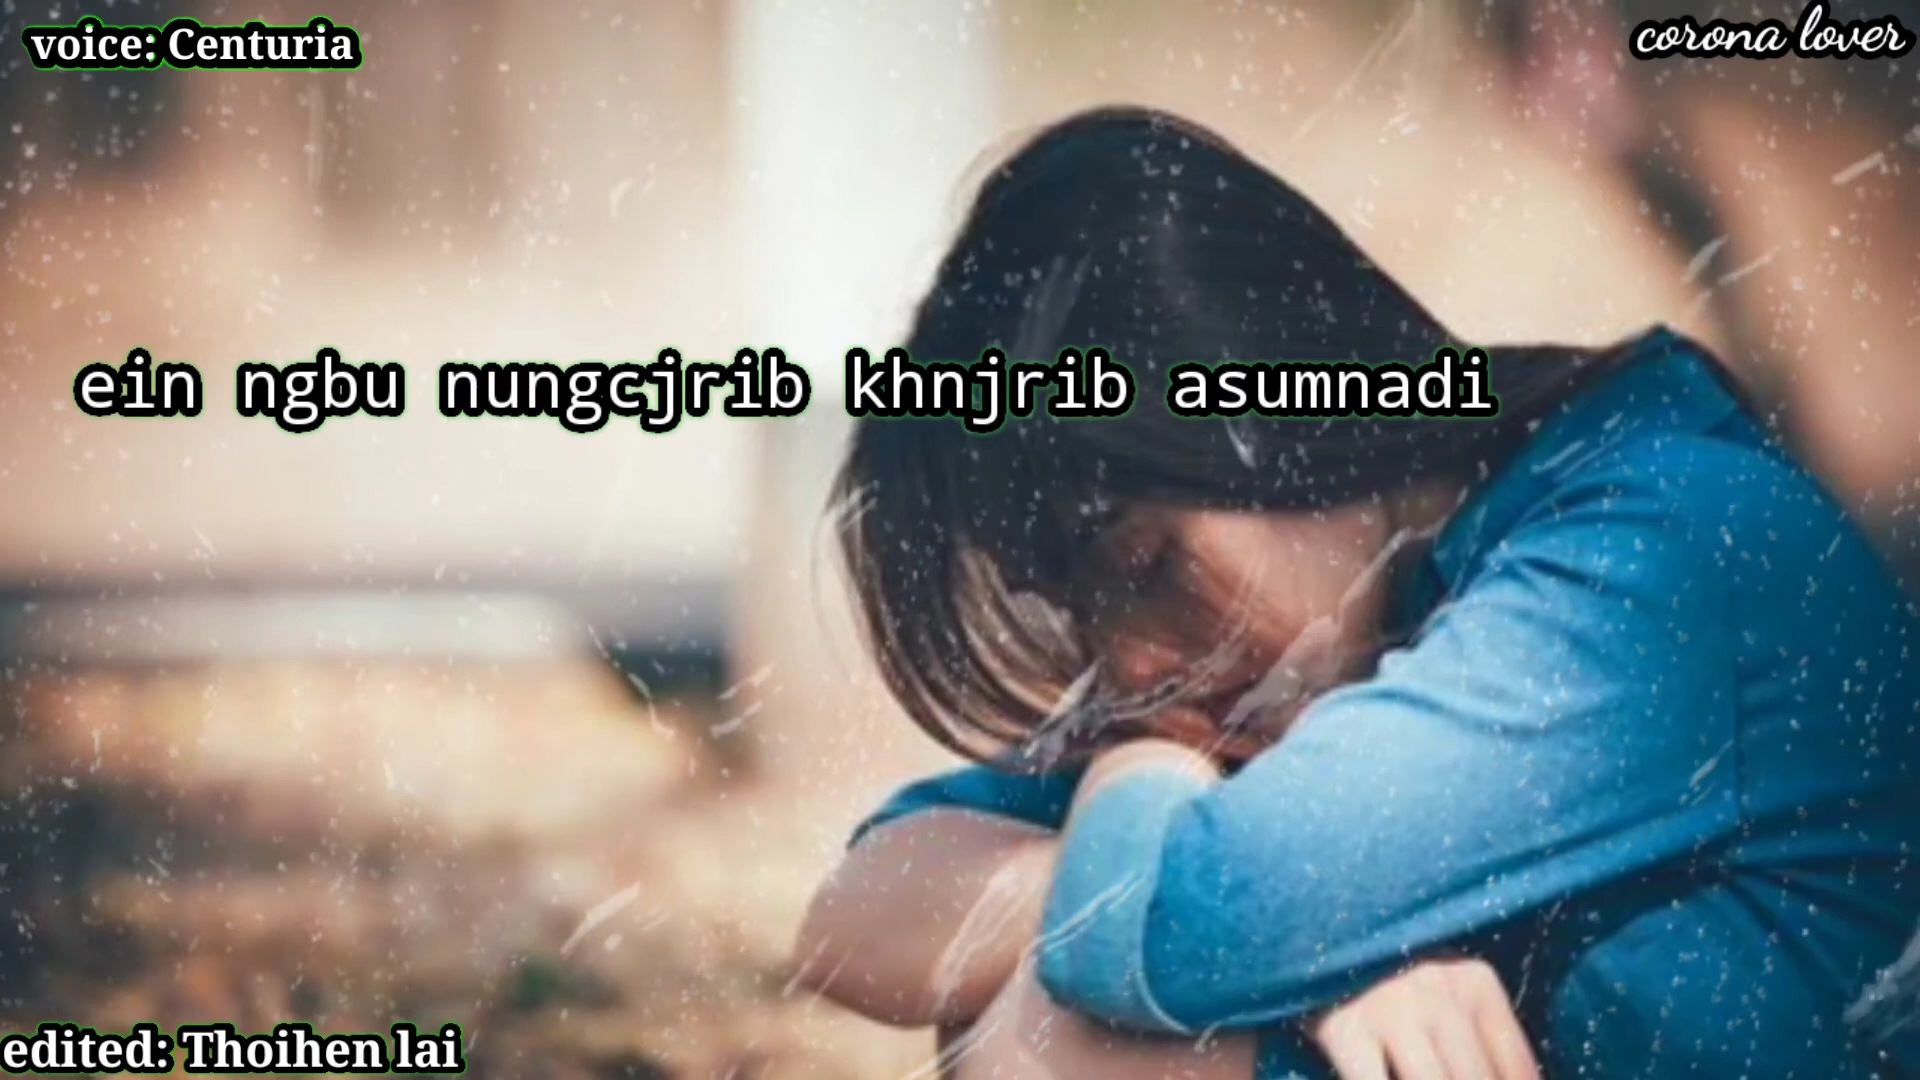 voice: Centuria
corona lover
ein ngbu nungcjrib khnjrib asumnadi
edited: Thoihen lai